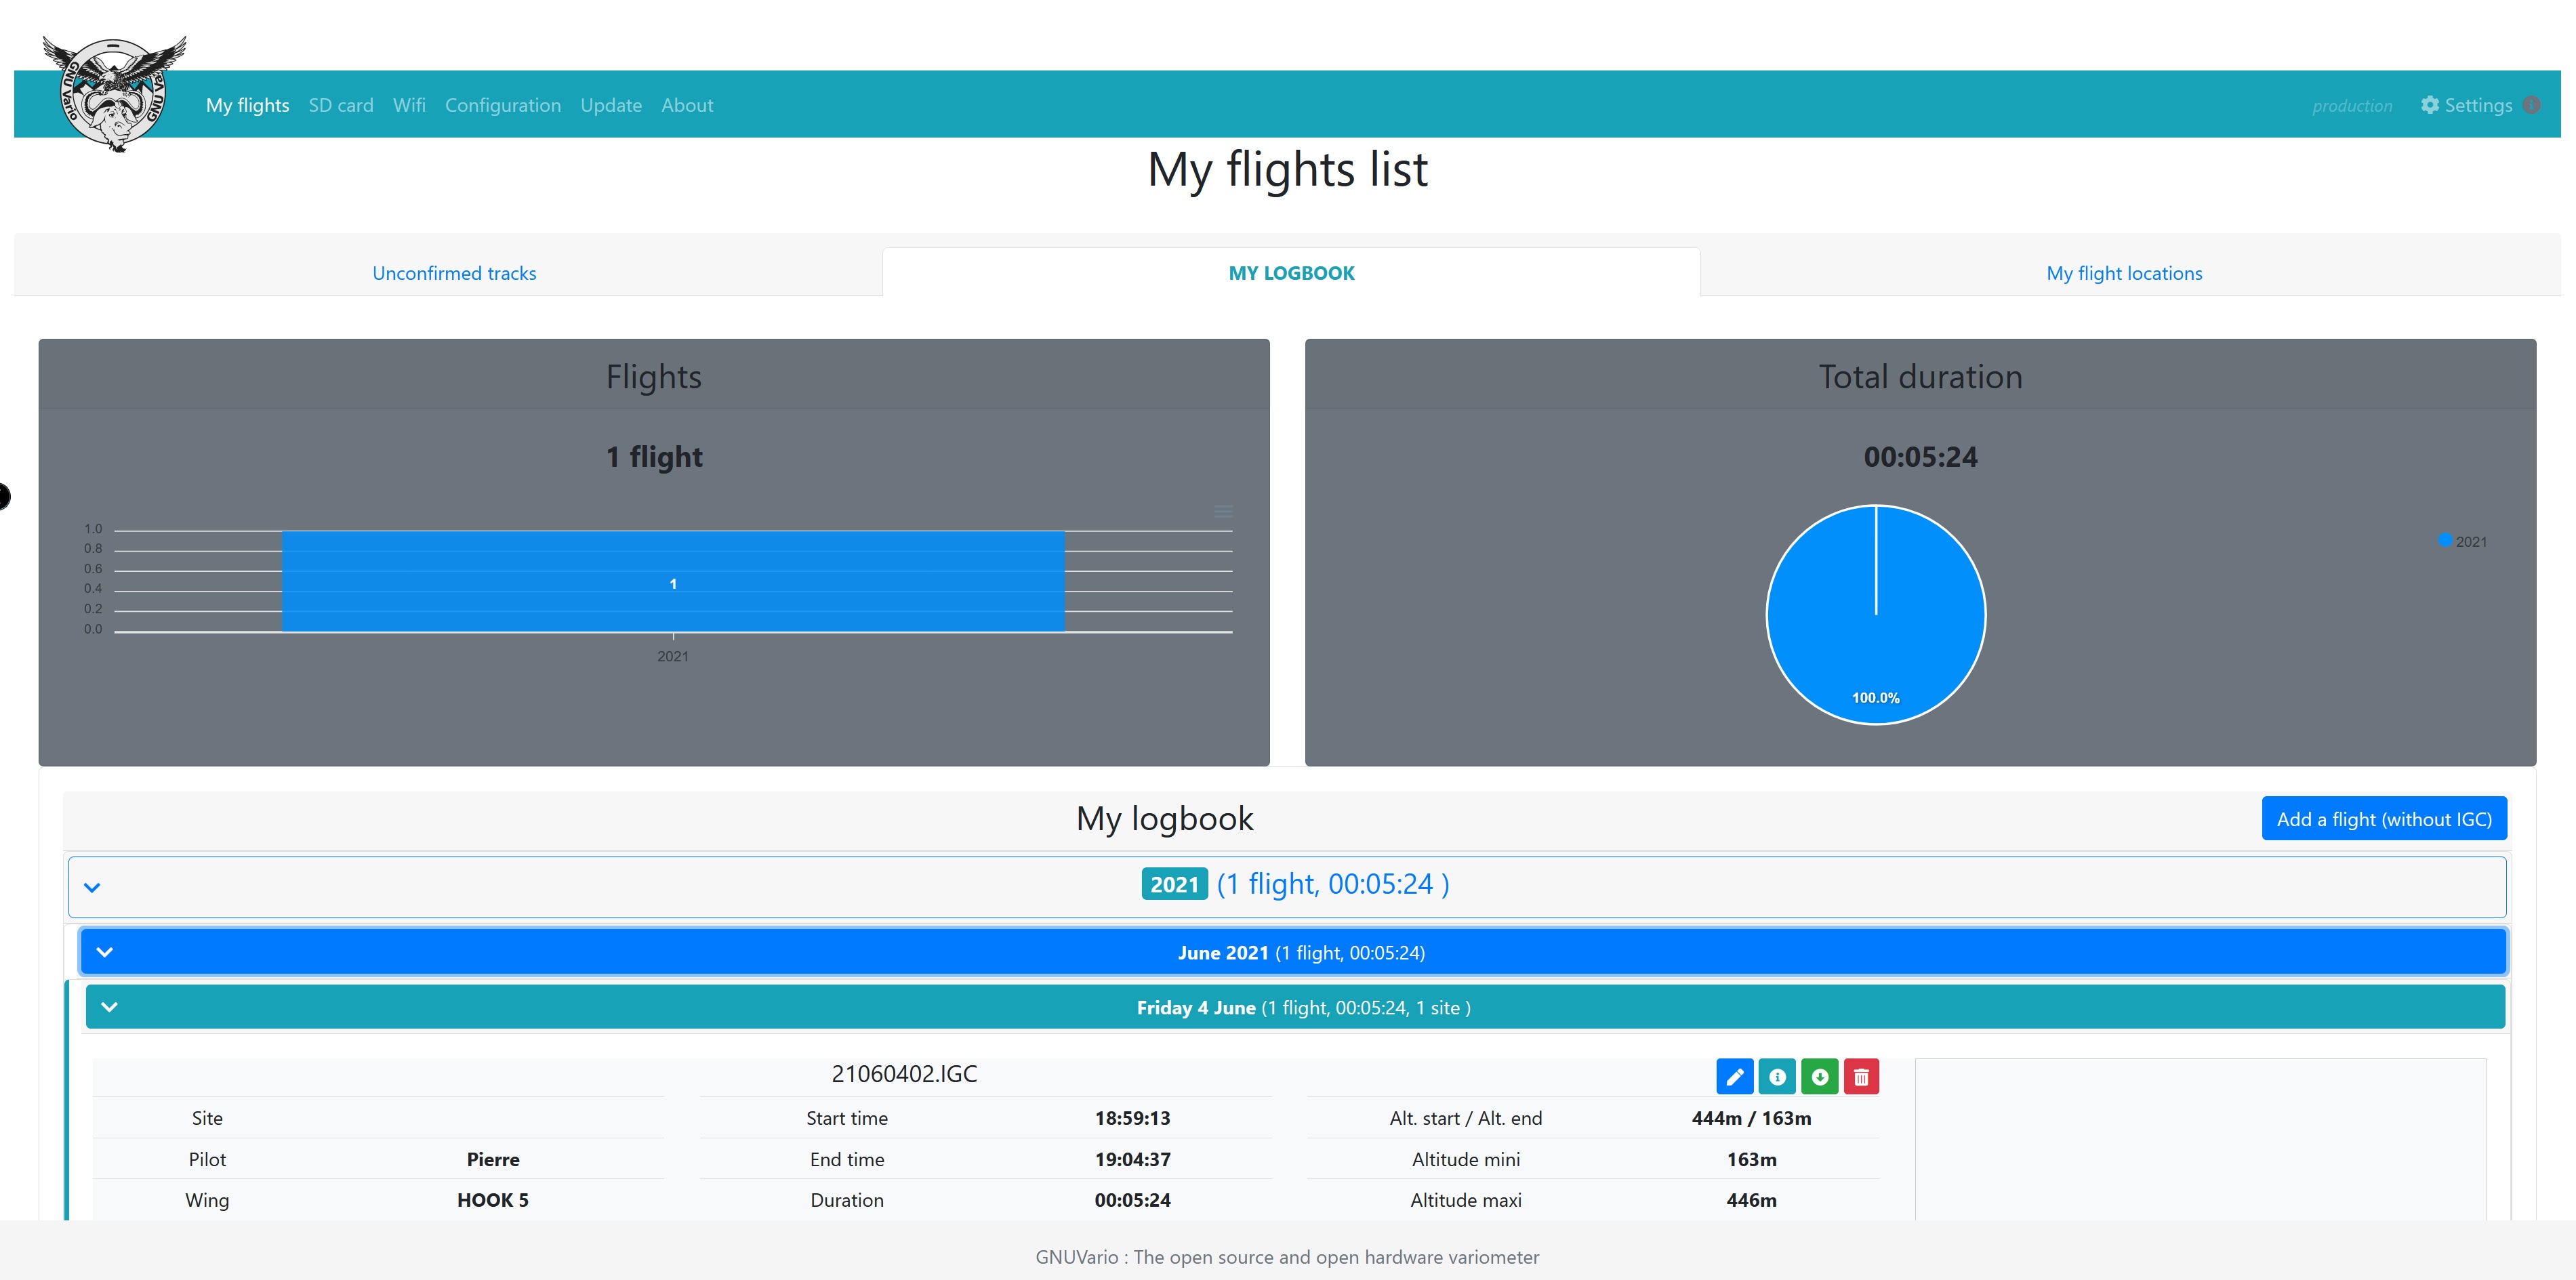 GNU Vario
GNU Vario
My flights SD card Wifi Configuration Update About
production Settings
My flights list
Unconfirmed tracks
MY LOGBOOK
My flight locations
Flights
1 flight
1.0
0.8
0.6
0.4
0.2
0.0
1
2021
Total duration
00:05:24
100.0%
2021
My logbook
Add a flight (without IGC)
2021 (1 flight, 00:05:24 )
June 2021 (1 flight, 00:05:24)
Friday 4 June (1 flight, 00:05:24, 1 site )
21060402.IGC
Site Start time 18:59:13 Alt. start / Alt. end 444m / 163m
Pilot Pierre End time 19:04:37 Altitude mini 163m
Wing HOOK 5 Duration 00:05:24 Altitude maxi 446m
GNUVario : The open source and open hardware variometer